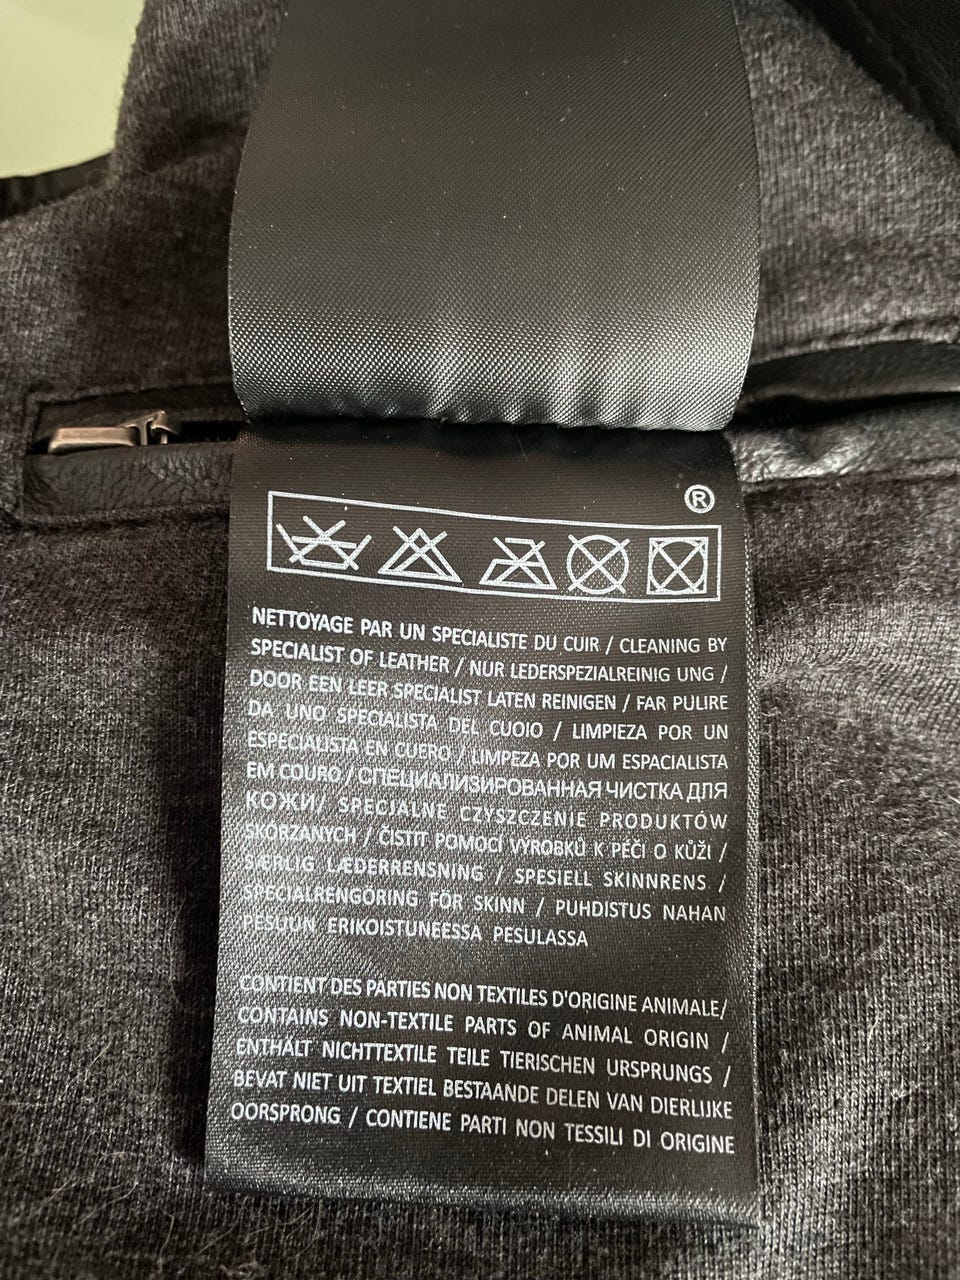 ®
NETTOYAGE PAR UN SPECIALISTE DU CUIR / CLEANING BY
SPECIALIST OF LEATHER / NUR LEDERSPEZIALREINIG UNG /
DOOR EEN LEER SPECIALIST LATEN REINIGEN / FAR PULIRE
DA UNO SPECIALISTA DEL CUOIO / LIMPIEZA POR UN
ESPECIALISTA EN CUERO / LIMPEZA POR UM ESPACIALISTA
EM COURO / СПЕЦИАЛИЗИРОВАННАЯ ЧИСТКА ДЛЯ
КОЖИ/ SPECJALNE CZYSZCZENIE PRODUKTÓW
SKÓRZANYCH / ČISTIT POMOCÍ VÝROBKŮ K PÉČI O KŮŽI /
SÆRLIG LÆDERRENSNING / SPESIELL SKINNRENS /
SPECIALRENGÖRING FÖR SKINN / PUHDISTUS NAHAN
PESUUN ERIKOISTUNEESSA PESULASSA
CONTIENT DES PARTIES NON TEXTILES D'ORIGINE ANIMALE/
CONTAINS NON-TEXTILE PARTS OF ANIMAL ORIGIN /
ENTHÄLT NICHTTEXTILE TEILE TIERISCHEN URSPRUNGS /
BEVAT NIET UIT TEXTIEL BESTAANDE DELEN VAN DIERLIJKE
OORSPRONG / CONTIENE PARTI NON TESSILI DI ORIGINE